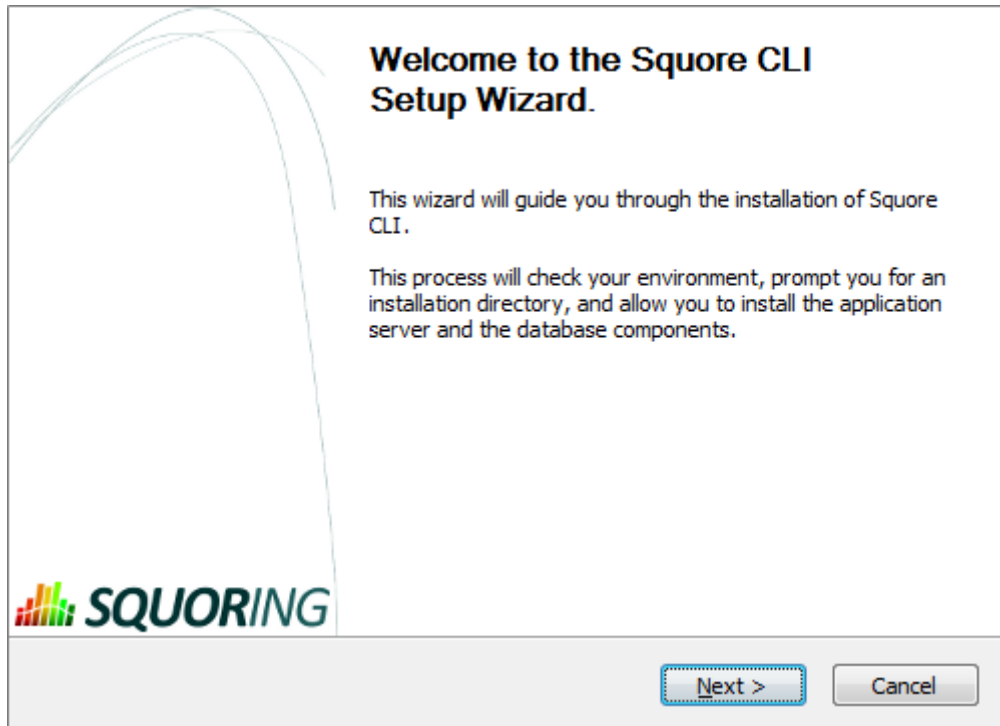 Welcome to the Squore CLI
Setup Wizard.
This wizard will guide you through the installation of Squore
CLI.
This process will check your environment, prompt you for an
installation directory, and allow you to install the application
server and the database components.
SQUORING
Next >
Cancel